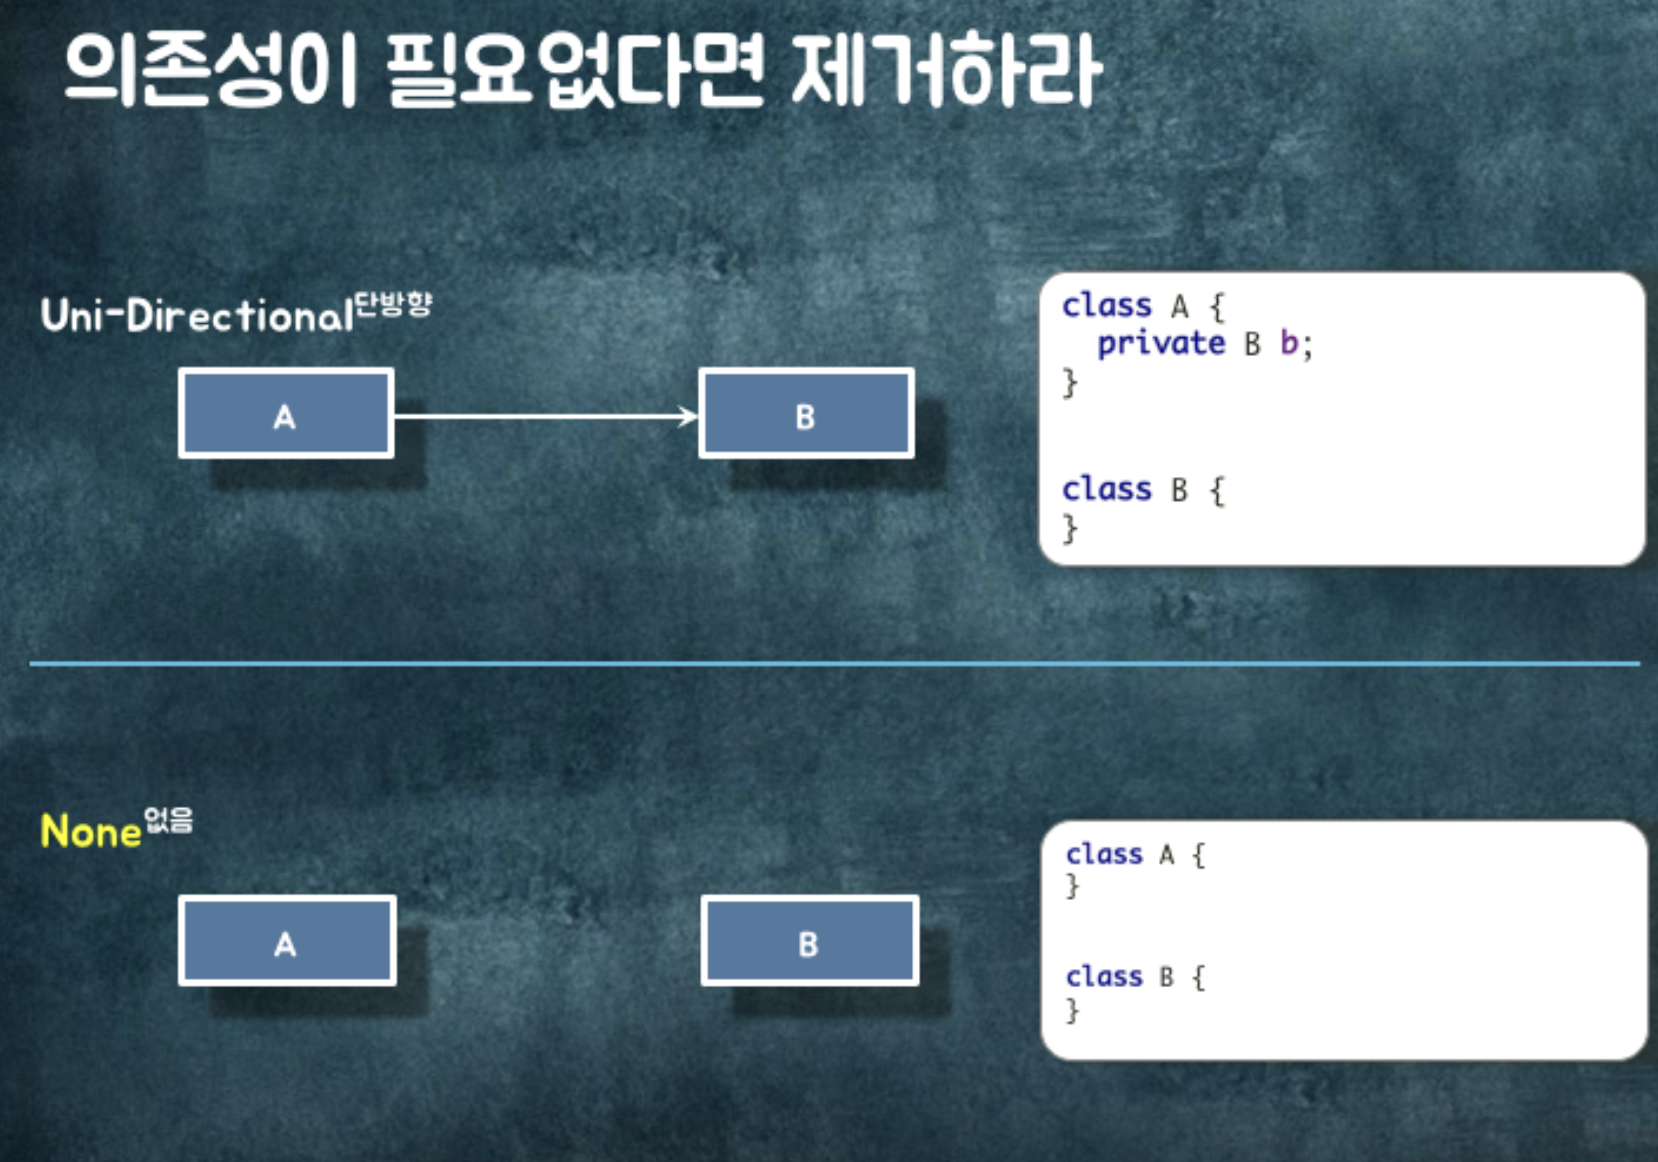 의존성이 필요없다면 제거하라
Uni-Directional단방향
A
B
class A {
  private B b;
}
class B {
}
None없음
A
B
class A {
}
class B {
}